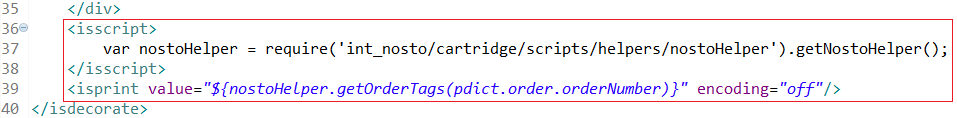 35 </div>
36 <isscript>
37 var nostoHelper = require('int_nosto/cartridge/scripts/helpers/nostoHelper').getNostoHelper();
38 </isscript>
39 <isprint value="${nostoHelper.getOrderTags(pdict.order.orderNumber)}" encoding="off"/>
40 </isdecorate>